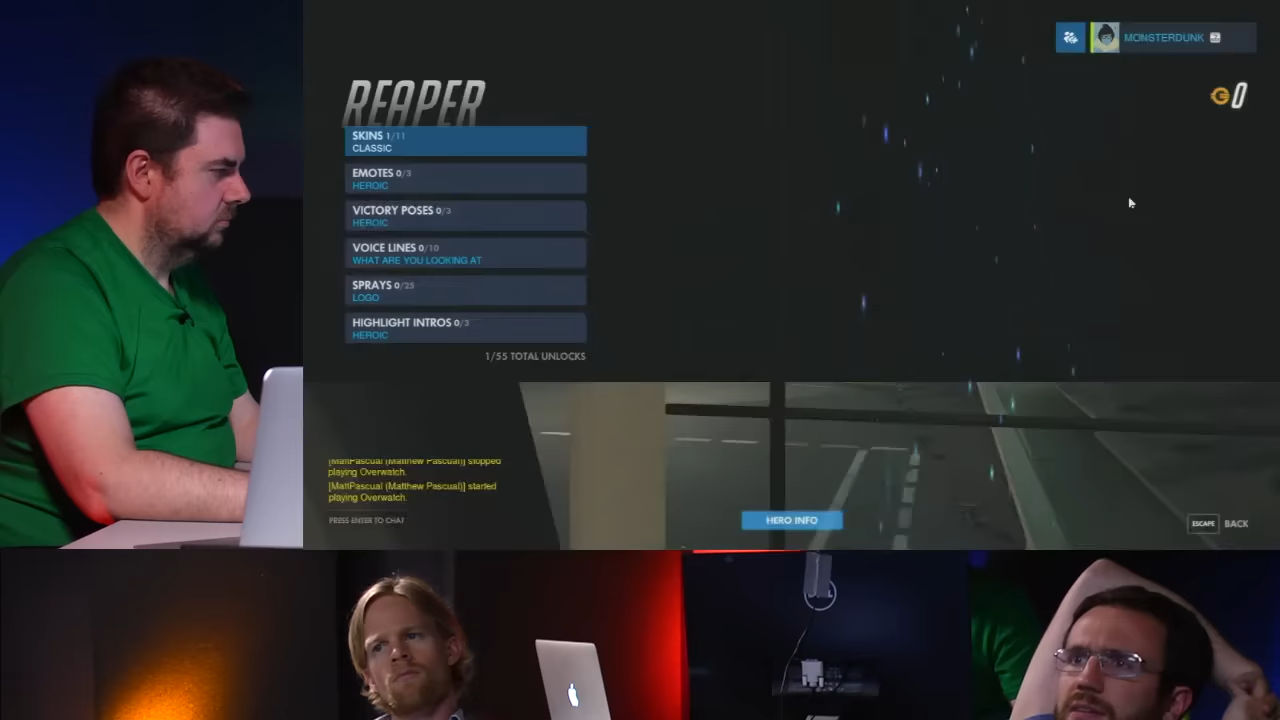 MONSTERDUNK
0
REAPER
SKINS 1/11
CLASSIC
EMOTES 0/3
HEROIC
VICTORY POSES 0/3
HEROIC
VOICE LINES 0/10
WHAT ARE YOU LOOKING AT
SPRAYS 0/25
LOGO
HIGHLIGHT INTROS 0/3
HEROIC
1/55 TOTAL UNLOCKS
[MattPascual (Matthew Pascual)] stopped
playing Overwatch.
[MattPascual (Matthew Pascual)] started
playing Overwatch.
PRESS ENTER TO CHAT
HERO INFO
ESCAPE BACK